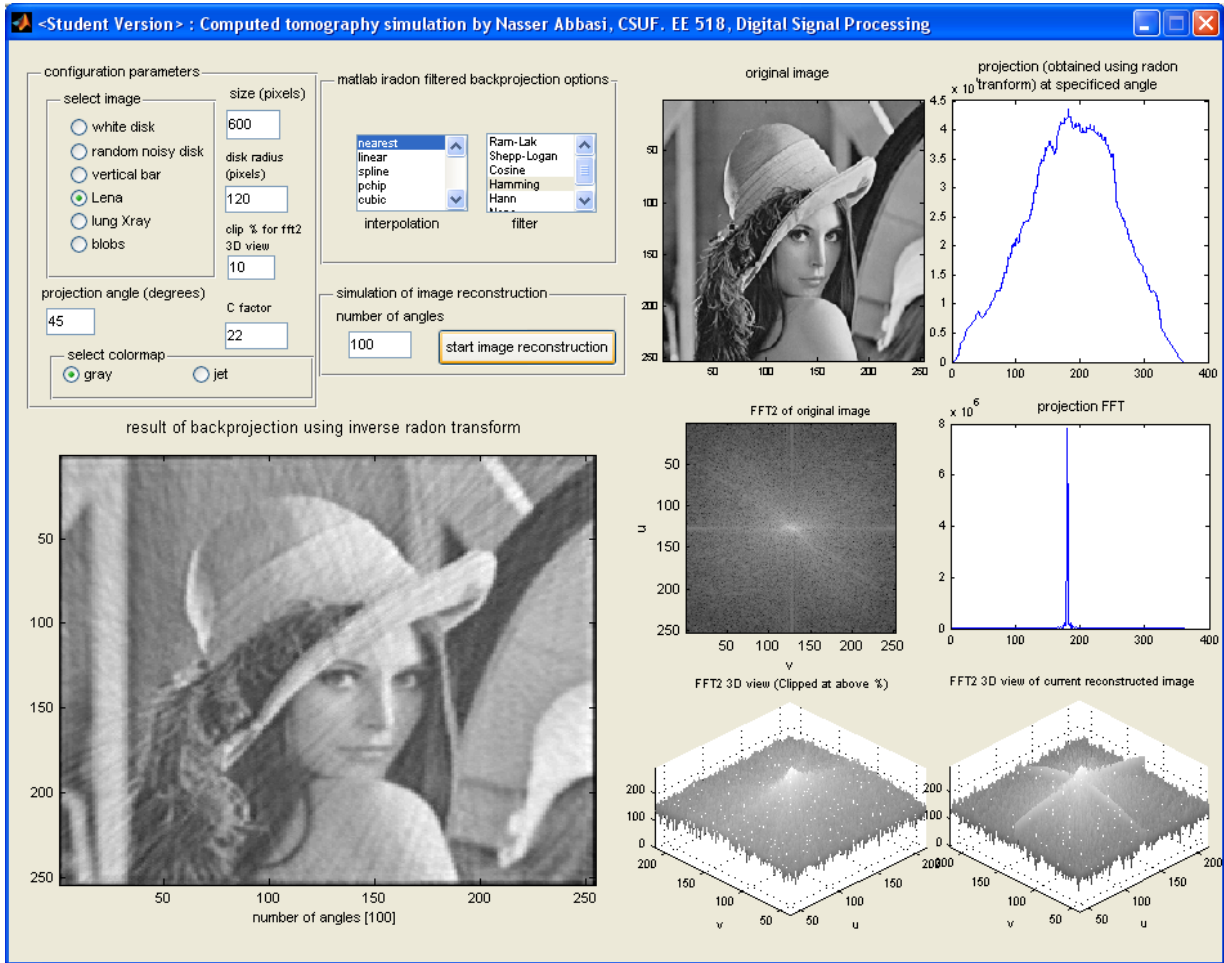 <Student Version> : Computed tomography simulation by Nasser Abbasi, CSUF. EE 518, Digital Signal Processing
configuration parameters
select image
white disk
random noisy disk
vertical bar
Lena
lung Xray
blobs
size (pixels)
600
disk radius
(pixels)
120
clip % for fft2
3D view
10
projection angle (degrees)
45
C factor
22
select colormap
gray
jet
matlab iradon filtered backprojection options
nearest
linear
spline
pchip
cubic
interpolation
Ram-Lak
Shepp-Logan
Cosine
Hamming
Hann
filter
simulation of image reconstruction
number of angles
100
start image reconstruction
original image
50
100
150
200
250
50 100 150 200 250
projection (obtained using radon
tranform) at specificed angle
x 10
4.5
4
3.5
3
2.5
2
1.5
1
0.5
0
0 100 200 300 400
result of backprojection using inverse radon transform
50
100
150
200
250
50 100 150 200 250
number of angles [100]
FFT2 of original image
50
100
150
200
250
u
50 100 150 200 250
v
projection FFT
x 10^6
8
6
4
2
0
0 100 200 300 400
FFT2 3D view (Clipped at above %)
200
100
0
200
150
100
50
v
50
100
150
200
u
FFT2 3D view of current reconstructed image
200
100
0
200
150
100
50
v
50
100
150
200
u